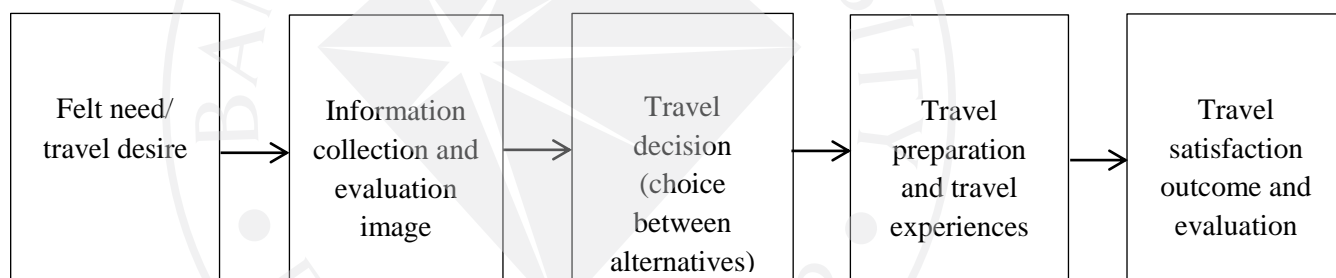 Felt need/
travel desire
Information
collection and
evaluation
image
Travel
decision
(choice
between
alternatives)
Travel
preparation
and travel
experiences
Travel
satisfaction
outcome and
evaluation